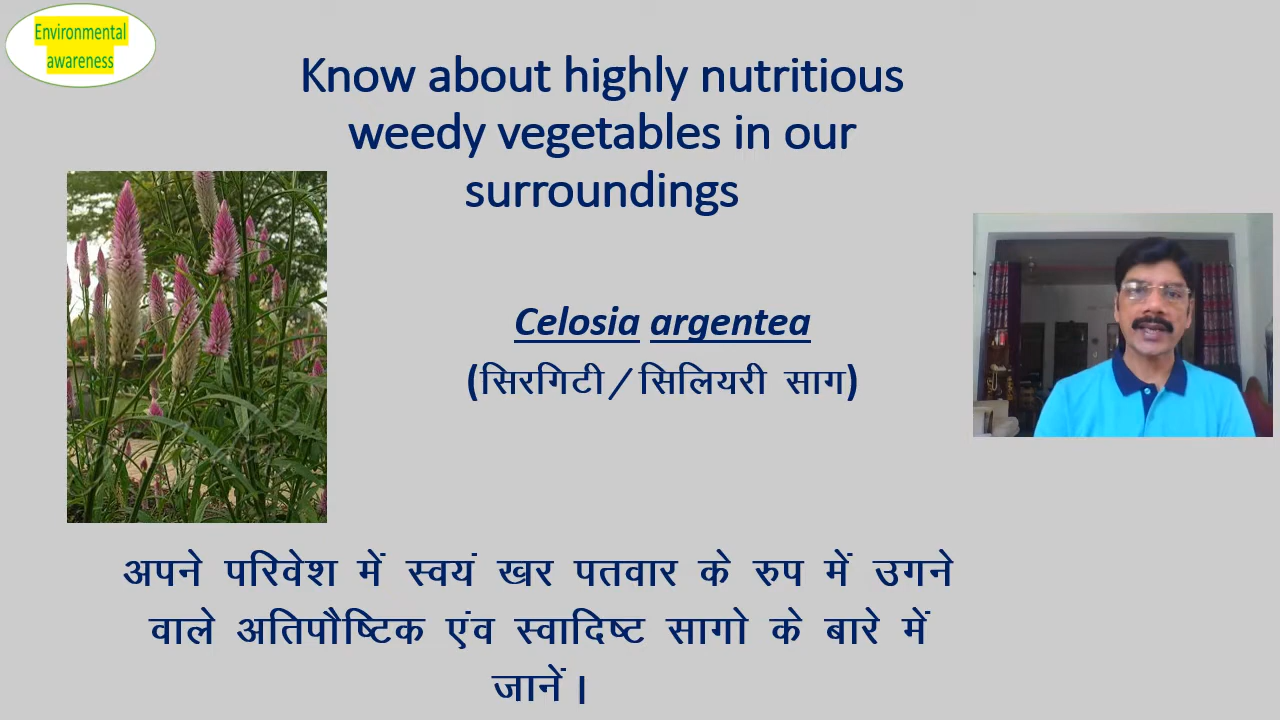 Environmental
awareness
Know about highly nutritious
weedy vegetables in our
surroundings
Celosia argentea
(सिरगिटी/सिलियरी साग)
अपने परिवेश में स्वयं खर पतवार के रुप में उगने
वाले अतिपौष्टिक एंव स्वादिष्ट सागो के बारे में
जानें।